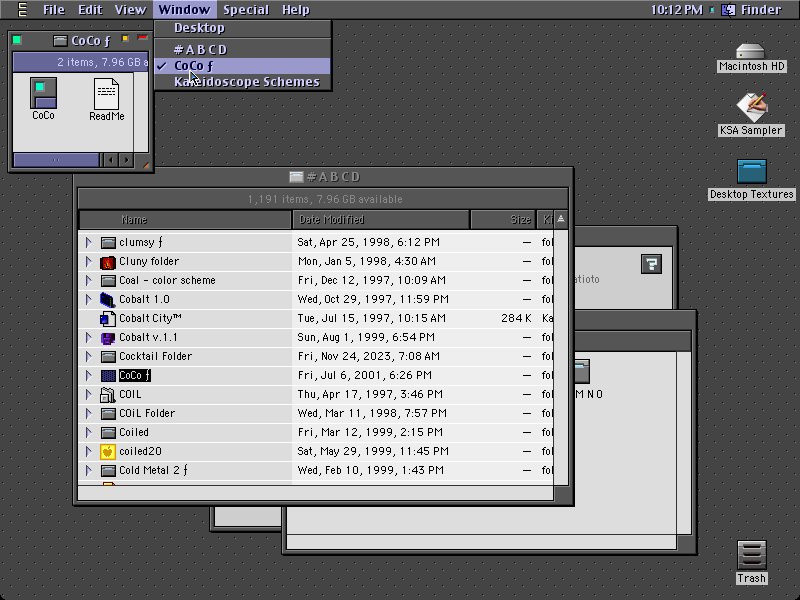 File Edit View Window Special Help 10:12 PM Finder
Desktop
#ABCD
✓ CoCo ƒ
Kaleidoscope Schemes
CoCo ƒ
2 items, 7.96 GB a
CoCo ReadMe
Macintosh HD
KSA Sampler
Desktop Textures
#ABCD
1,191 items, 7.96 GB available
Name Date Modified Size Ki
clumsy ƒ Sat, Apr 25, 1998, 6:12 PM — fol
Cluny folder Mon, Jan 5, 1998, 4:30 AM — fol
Coal - color scheme Fri, Dec 12, 1997, 10:09 AM — fol
Cobalt 1.0 Wed, Oct 29, 1997, 11:59 PM — fol
Cobalt City™ Tue, Jul 15, 1997, 10:15 AM 284 K Ka
Cobalt v.1.1 Sun, Aug 1, 1999, 6:54 PM — fol
Cocktail Folder Fri, Nov 24, 2023, 7:08 AM — fol
CoCo ƒ Fri, Jul 6, 2001, 6:26 PM — fol
COIL Thu, Apr 17, 1997, 3:46 PM — fol
COiL Folder Wed, Mar 11, 1998, 7:57 PM — fol
Coiled Fri, Mar 12, 1999, 2:15 PM — fol
coiled20 Sat, May 29, 1999, 11:45 PM — fol
Cold Metal 2 ƒ Wed, Feb 10, 1999, 1:43 PM — fol
atioto
M N O
Trash